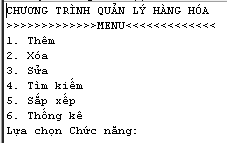 CHƯƠNG TRÌNH QUẢN LÝ HÀNG HÓA
>>>>>>>>>>>>>MENU<<<<<<<<<<<<<
1. Thêm
2. Xóa
3. Sửa
4. Tìm kiếm
5. Sắp xếp
6. Thống kê
Lựa chọn Chức năng: